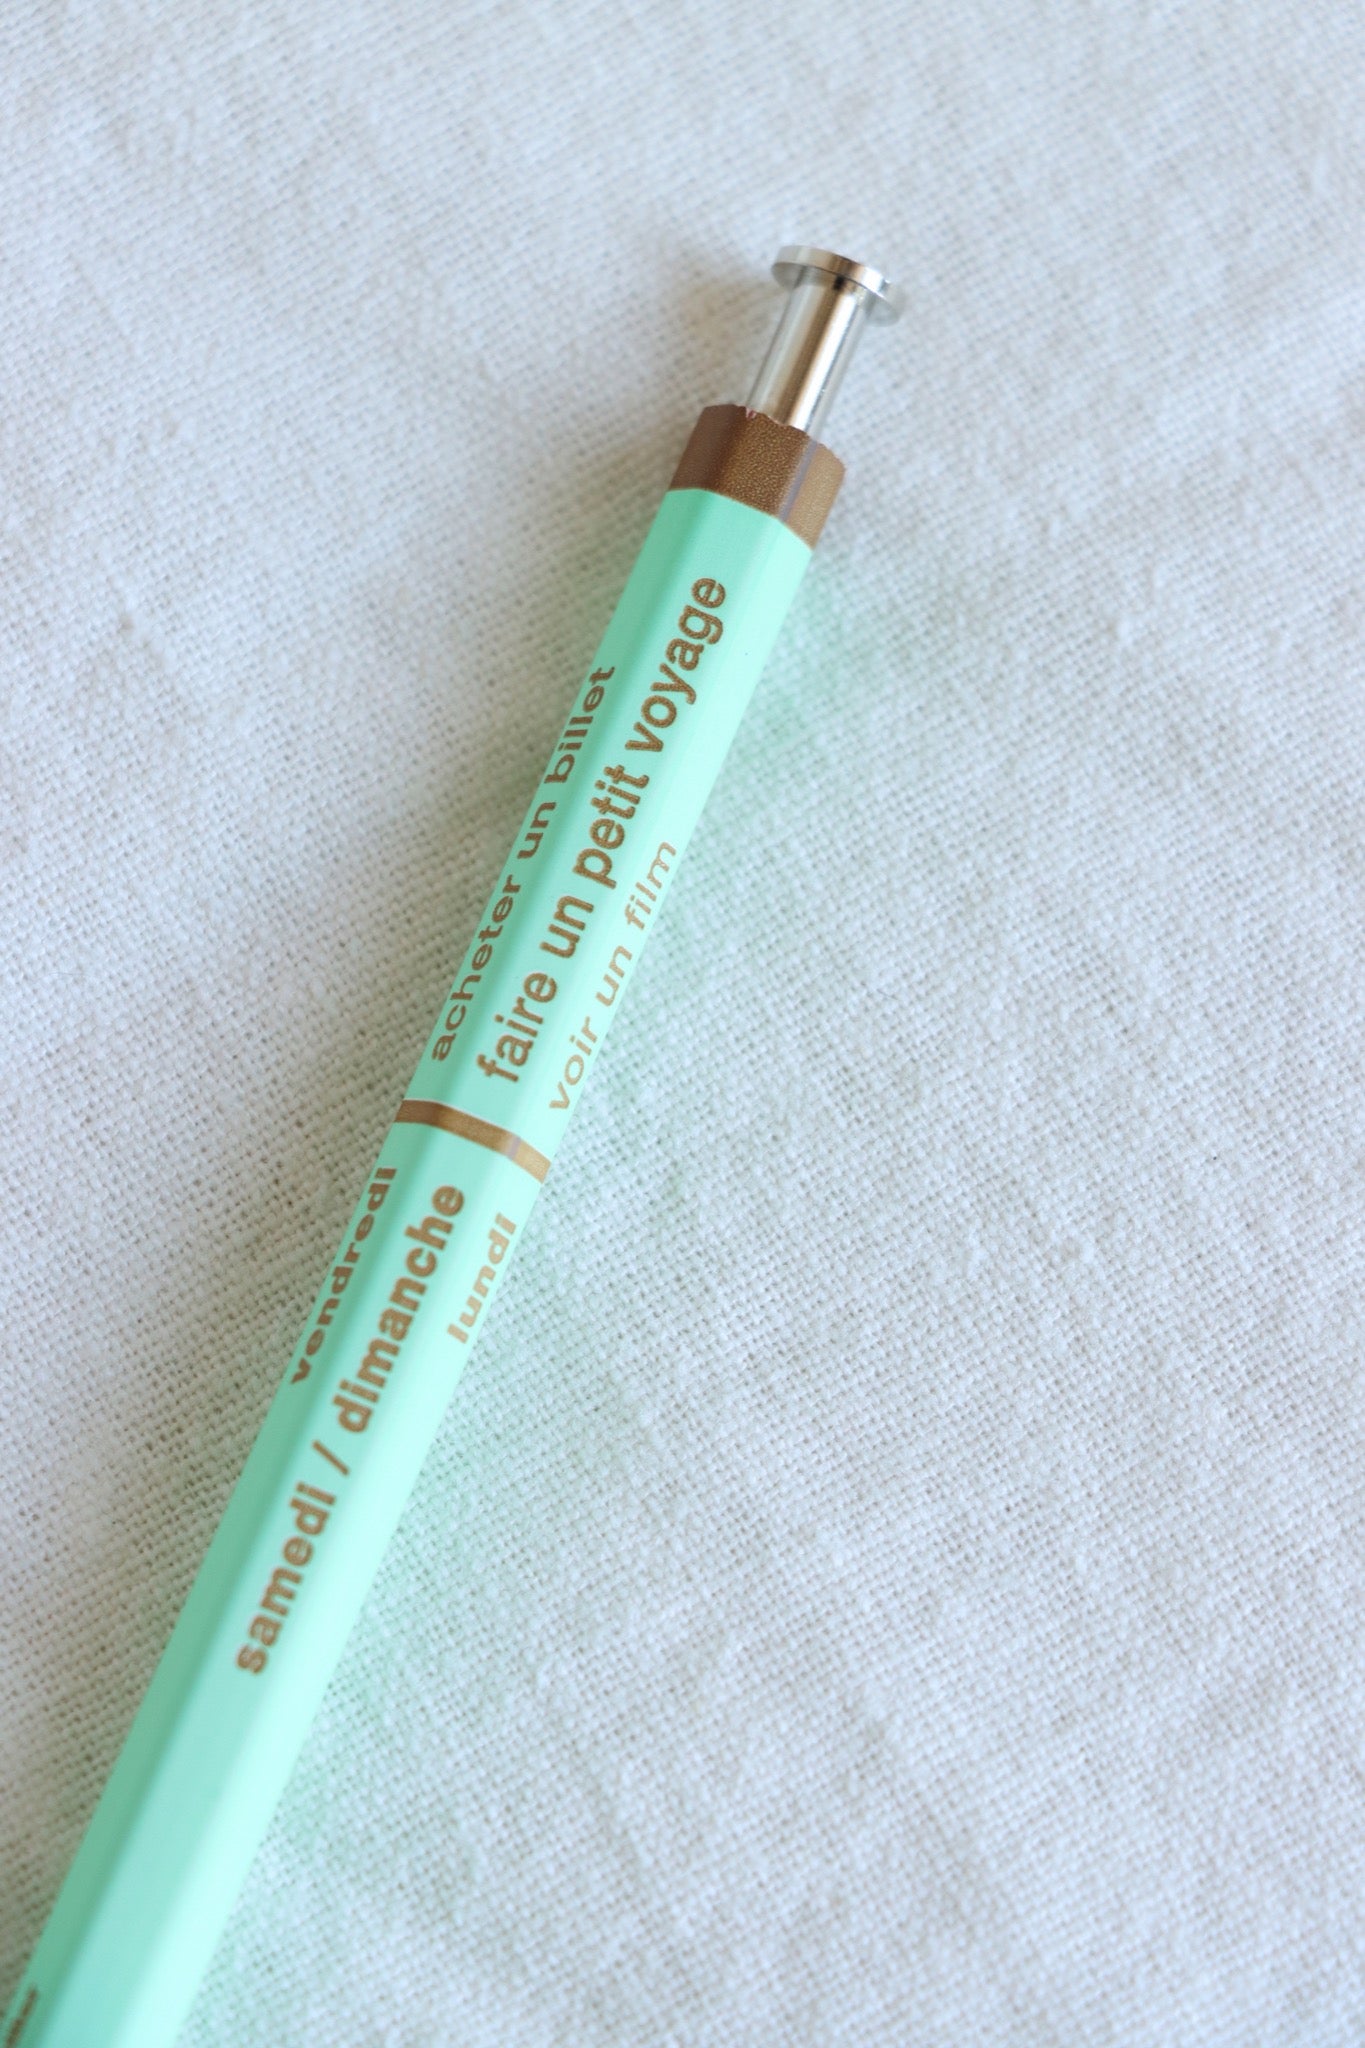 vendredi acheter un billet
samedi / dimanche faire un petit voyage
lundi voir un film